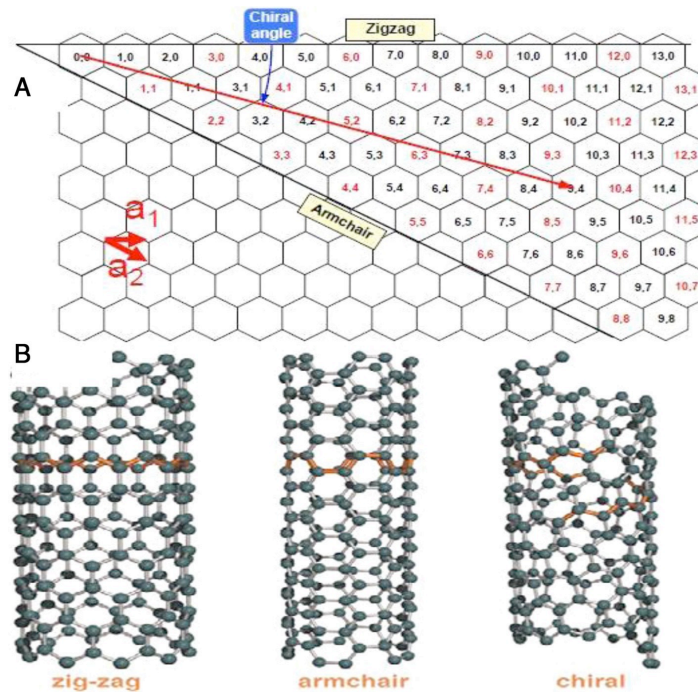 Chiral
angle
Zigzag
0,0 1,0 2,0 3,0 4,0 5,0 6,0 7,0 8,0 9,0 10,0 11,0 12,0 13,0
A
1,1 1,1 3,1 4,1 5,1 6,1 7,1 8,1 9,1 10,1 11,1 12,1 13,1
2,2 3,2 4,2 5,2 6,2 7,2 8,2 9,2 10,2 11,2 12,2
3,3 4,3 5,3 6,3 7,3 8,3 9,3 10,3 11,3 12,3
4,4 5,4 6,4 7,4 8,4 9,4 10,4 11,4
Armchair
a1
5,5 6,5 7,5 8,5 9,5 10,5 11,5
a2
6,6 7,6 8,6 9,6 10,6
7,7 8,7 9,7 10,7
8,8 9,8
B
zig-zag armchair chiral